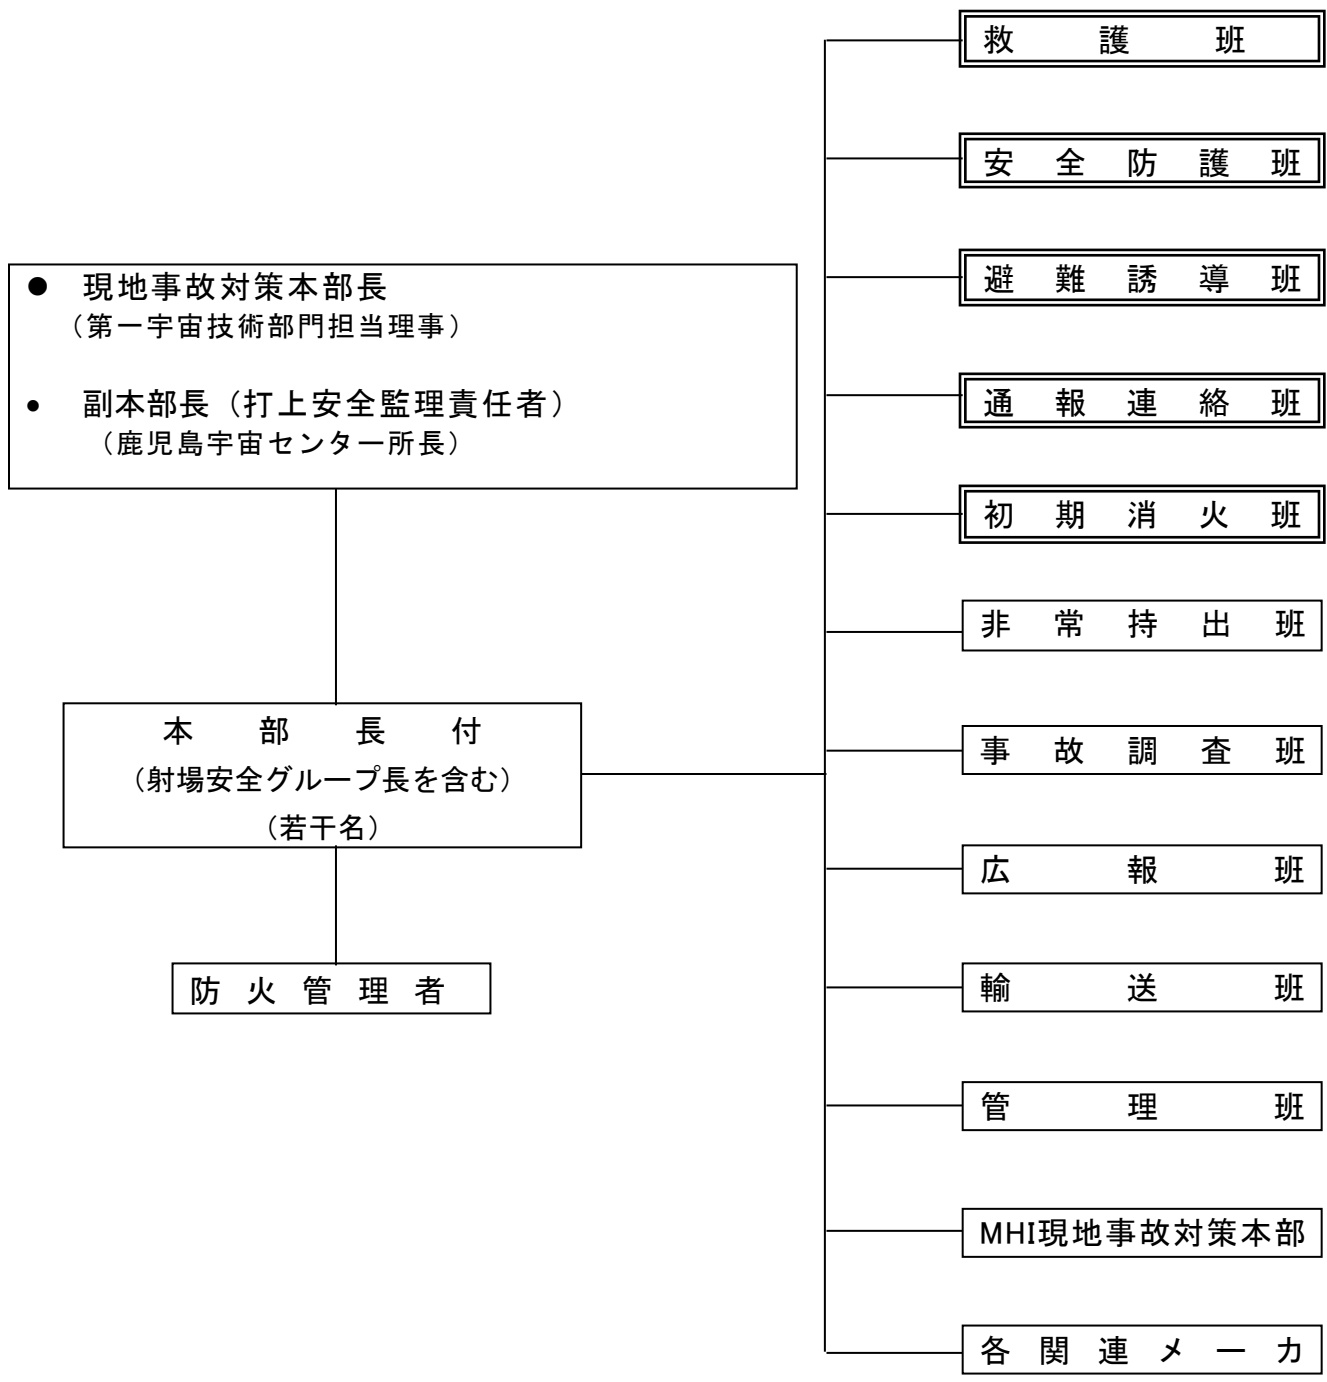 ● 現地事故対策本部長
（第一宇宙技術部門担当理事）
• 副本部長（打上安全監理責任者）
（鹿児島宇宙センター所長）
本部長付
（射場安全グループ長を含む）
（若干名）
防火管理者
救護班
安全防護班
避難誘導班
通報連絡班
初期消火班
非常持出班
事故調査班
広報班
輸送班
管理班
MHI現地事故対策本部
各関連メーカ